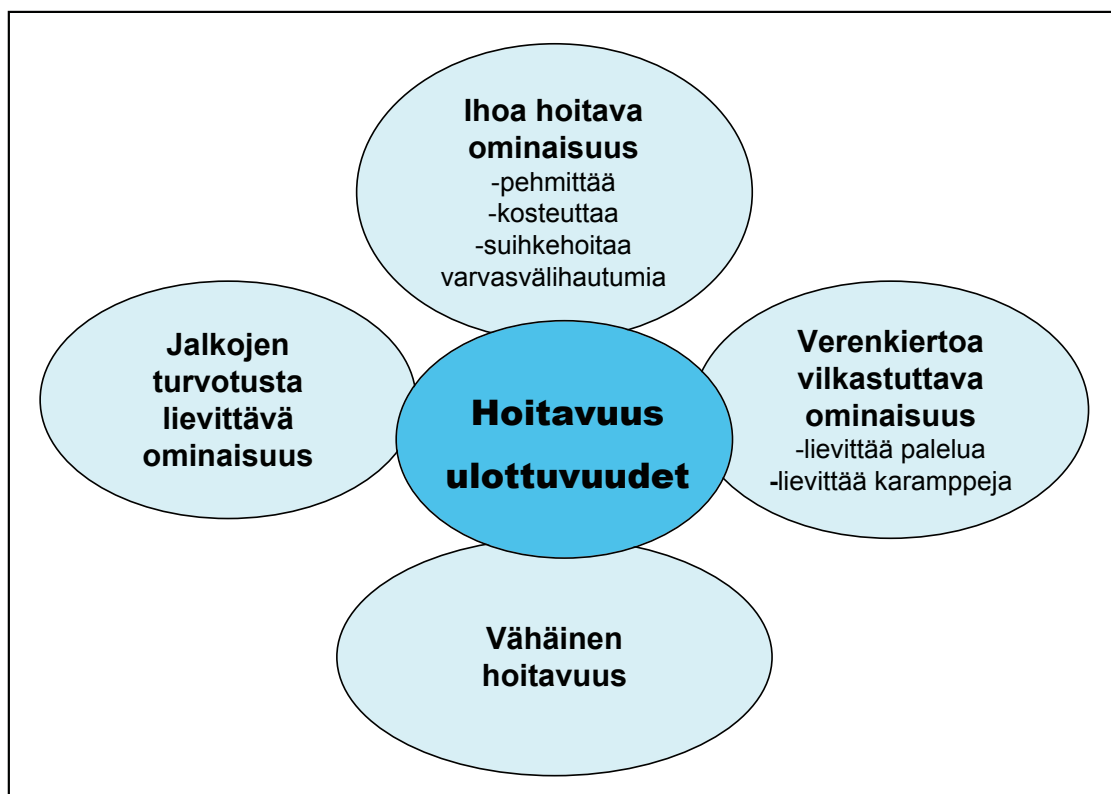 Ihoa hoitava
ominaisuus
-pehmittää
-kosteuttaa
-suihkehoitaa
varvasvälihautumia
Jalkojen
turvotusta
lievittävä
ominaisuus
Hoitavuus
ulottuvuudet
Verenkiertoa
vilkastuttava
ominaisuus
-lievittää palelua
-lievittää karamppeja
Vähäinen
hoitavuus